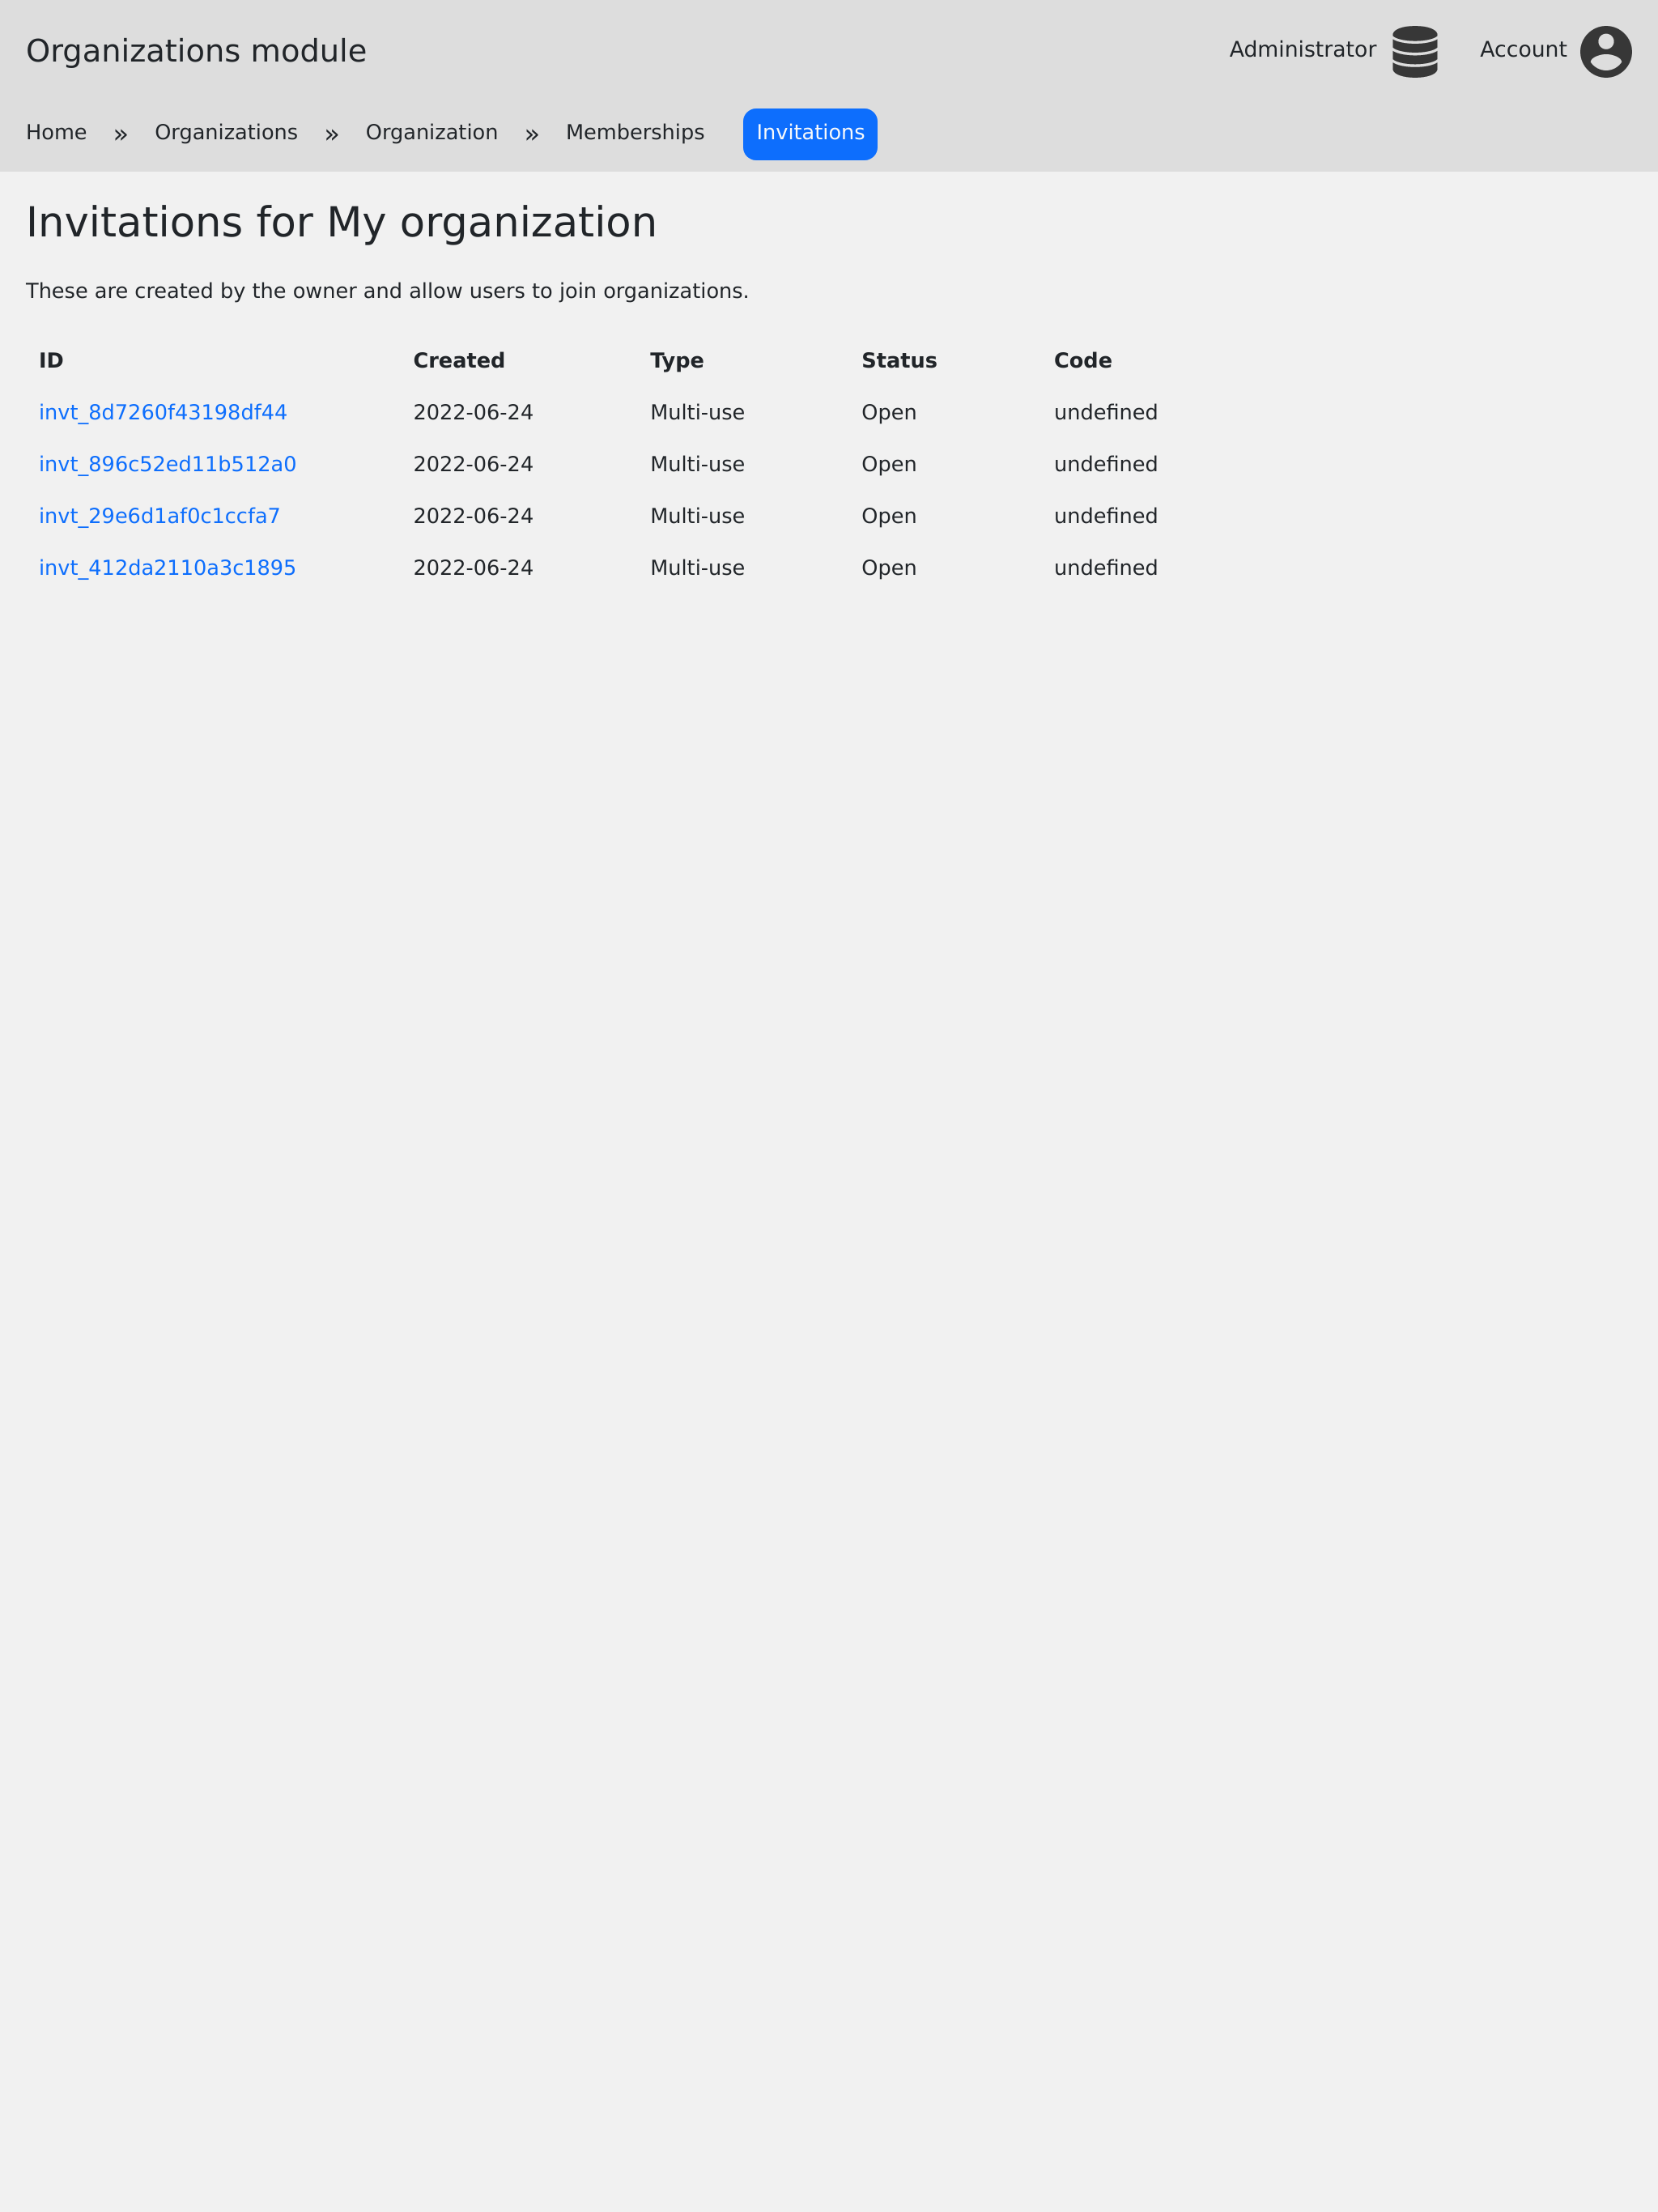 Organizations module Administrator Account
Home » Organizations » Organization » Memberships Invitations
Invitations for My organization
These are created by the owner and allow users to join organizations.
ID Created Type Status Code
invt_8d7260f43198df44 2022-06-24 Multi-use Open undefined
invt_896c52ed11b512a0 2022-06-24 Multi-use Open undefined
invt_29e6d1af0c1ccfa7 2022-06-24 Multi-use Open undefined
invt_412da2110a3c1895 2022-06-24 Multi-use Open undefined